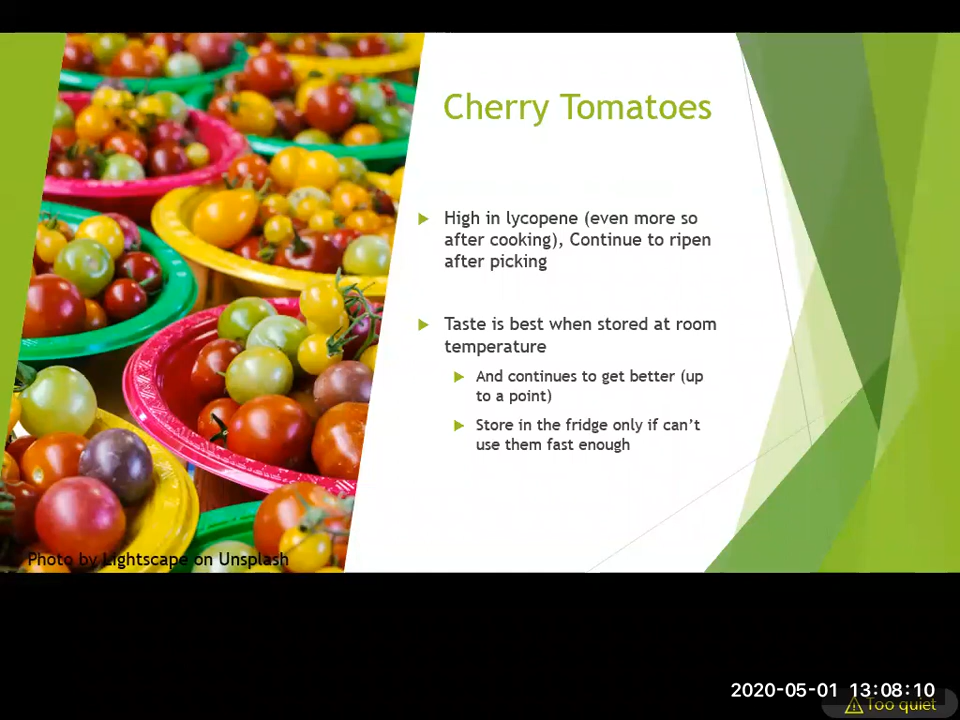 Cherry Tomatoes
High in lycopene (even more so
after cooking), Continue to ripen
after picking
Taste is best when stored at room
temperature
And continues to get better (up
to a point)
Store in the fridge only if can’t
use them fast enough
Photo by Lightscape on Unsplash
2020-05-01 13:08:10
Too quiet